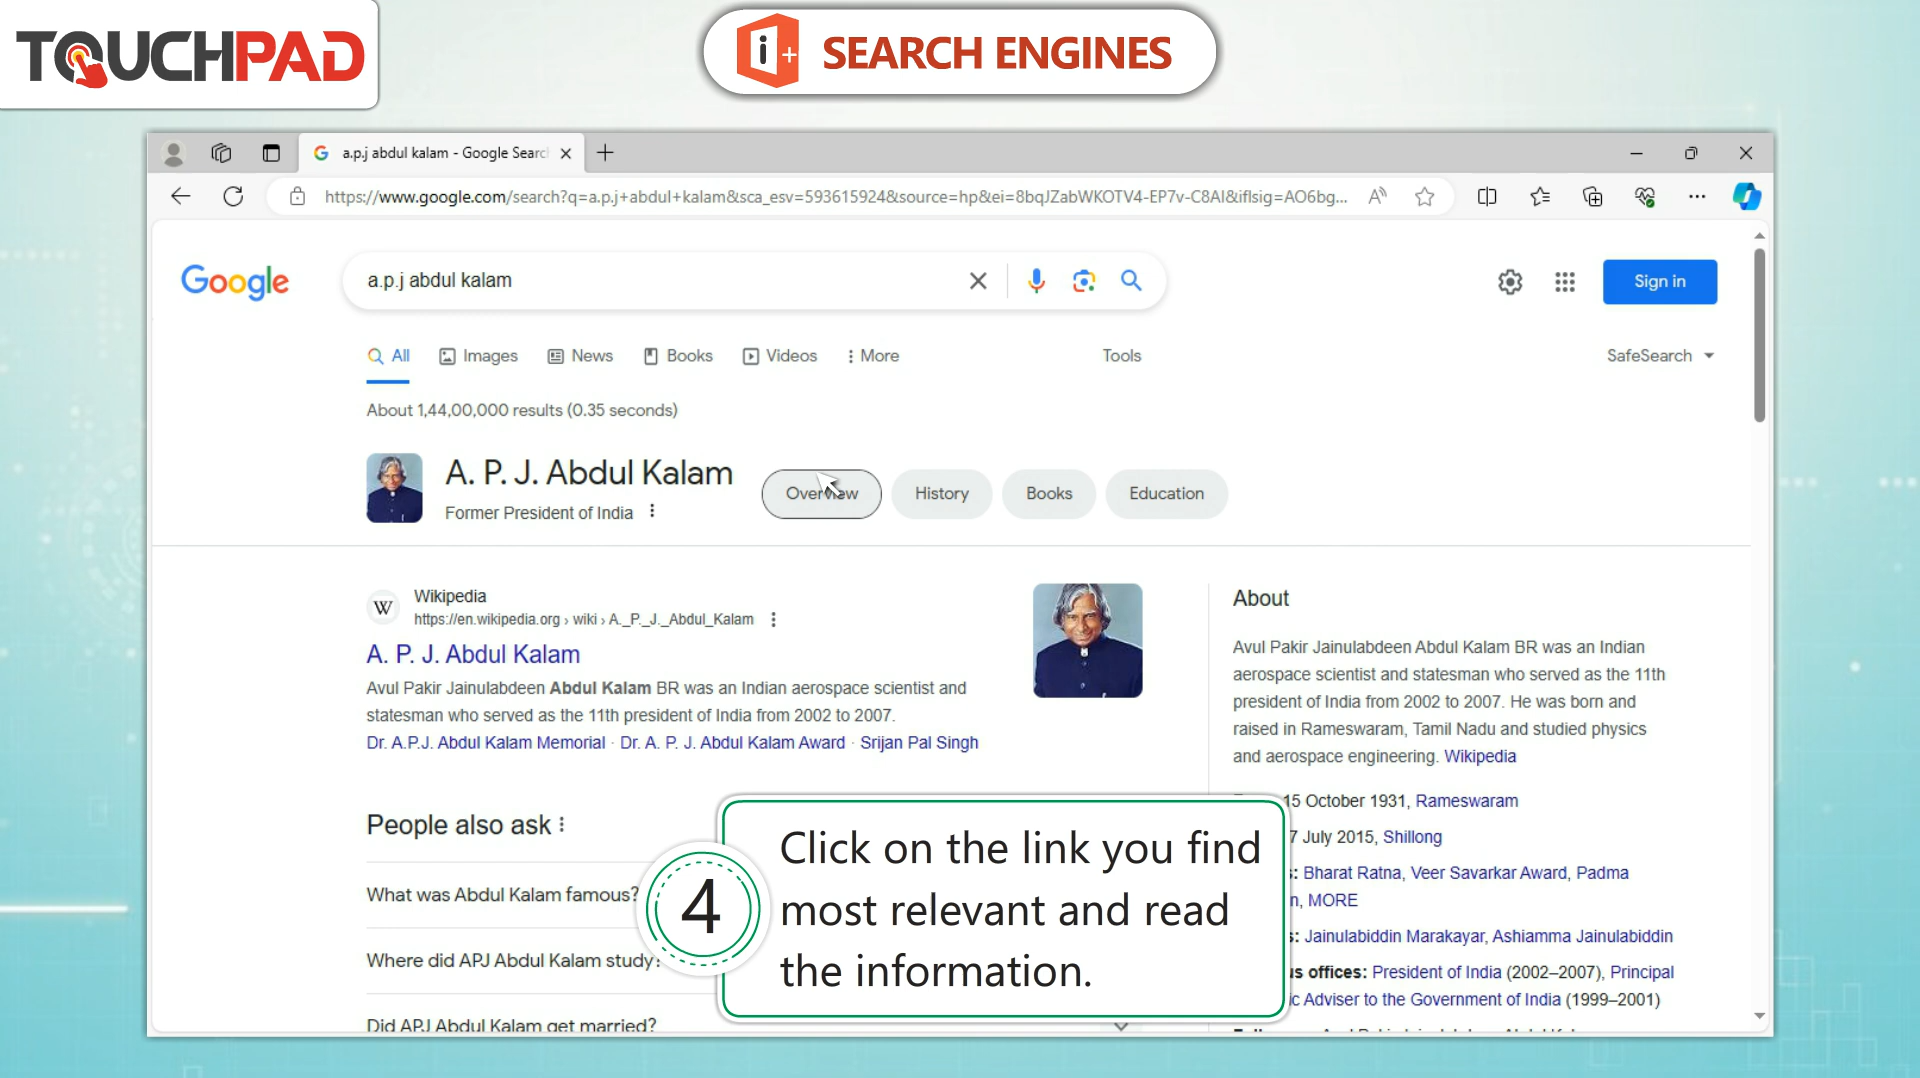 TOUCHPAD
i+ SEARCH ENGINES
a.p.j abdul kalam - Google Searc
https://www.google.com/search?q=a.p.j+abdul+kalam&sca_esv=593615924&source=hp&ei=8bqJZabWKOTV4-EP7v-C8AI&iflsig=AO6bg...
Google
a.p.j abdul kalam
Sign in
All Images News Books Videos More Tools SafeSearch
About 1,44,00,000 results (0.35 seconds)
A. P. J. Abdul Kalam
Former President of India
Overview History Books Education
W
Wikipedia
https://en.wikipedia.org › wiki › A._P._J._Abdul_Kalam
A. P. J. Abdul Kalam
Avul Pakir Jainulabdeen Abdul Kalam BR was an Indian aerospace scientist and
statesman who served as the 11th president of India from 2002 to 2007.
Dr. A.P.J. Abdul Kalam Memorial · Dr. A. P. J. Abdul Kalam Award · Srijan Pal Singh
People also ask
What was Abdul Kalam famous?
Where did APJ Abdul Kalam study?
Did APJ Abdul Kalam get married?
About
Avul Pakir Jainulabdeen Abdul Kalam BR was an Indian
aerospace scientist and statesman who served as the 11th
president of India from 2002 to 2007. He was born and
raised in Rameswaram, Tamil Nadu and studied physics
and aerospace engineering. Wikipedia
15 October 1931, Rameswaram
7 July 2015, Shillong
: Bharat Ratna, Veer Savarkar Award, Padma
n, MORE
: Jainulabiddin Marakayar, Ashiamma Jainulabiddin
us offices: President of India (2002–2007), Principal
ic Adviser to the Government of India (1999–2001)
4
Click on the link you find
most relevant and read
the information.